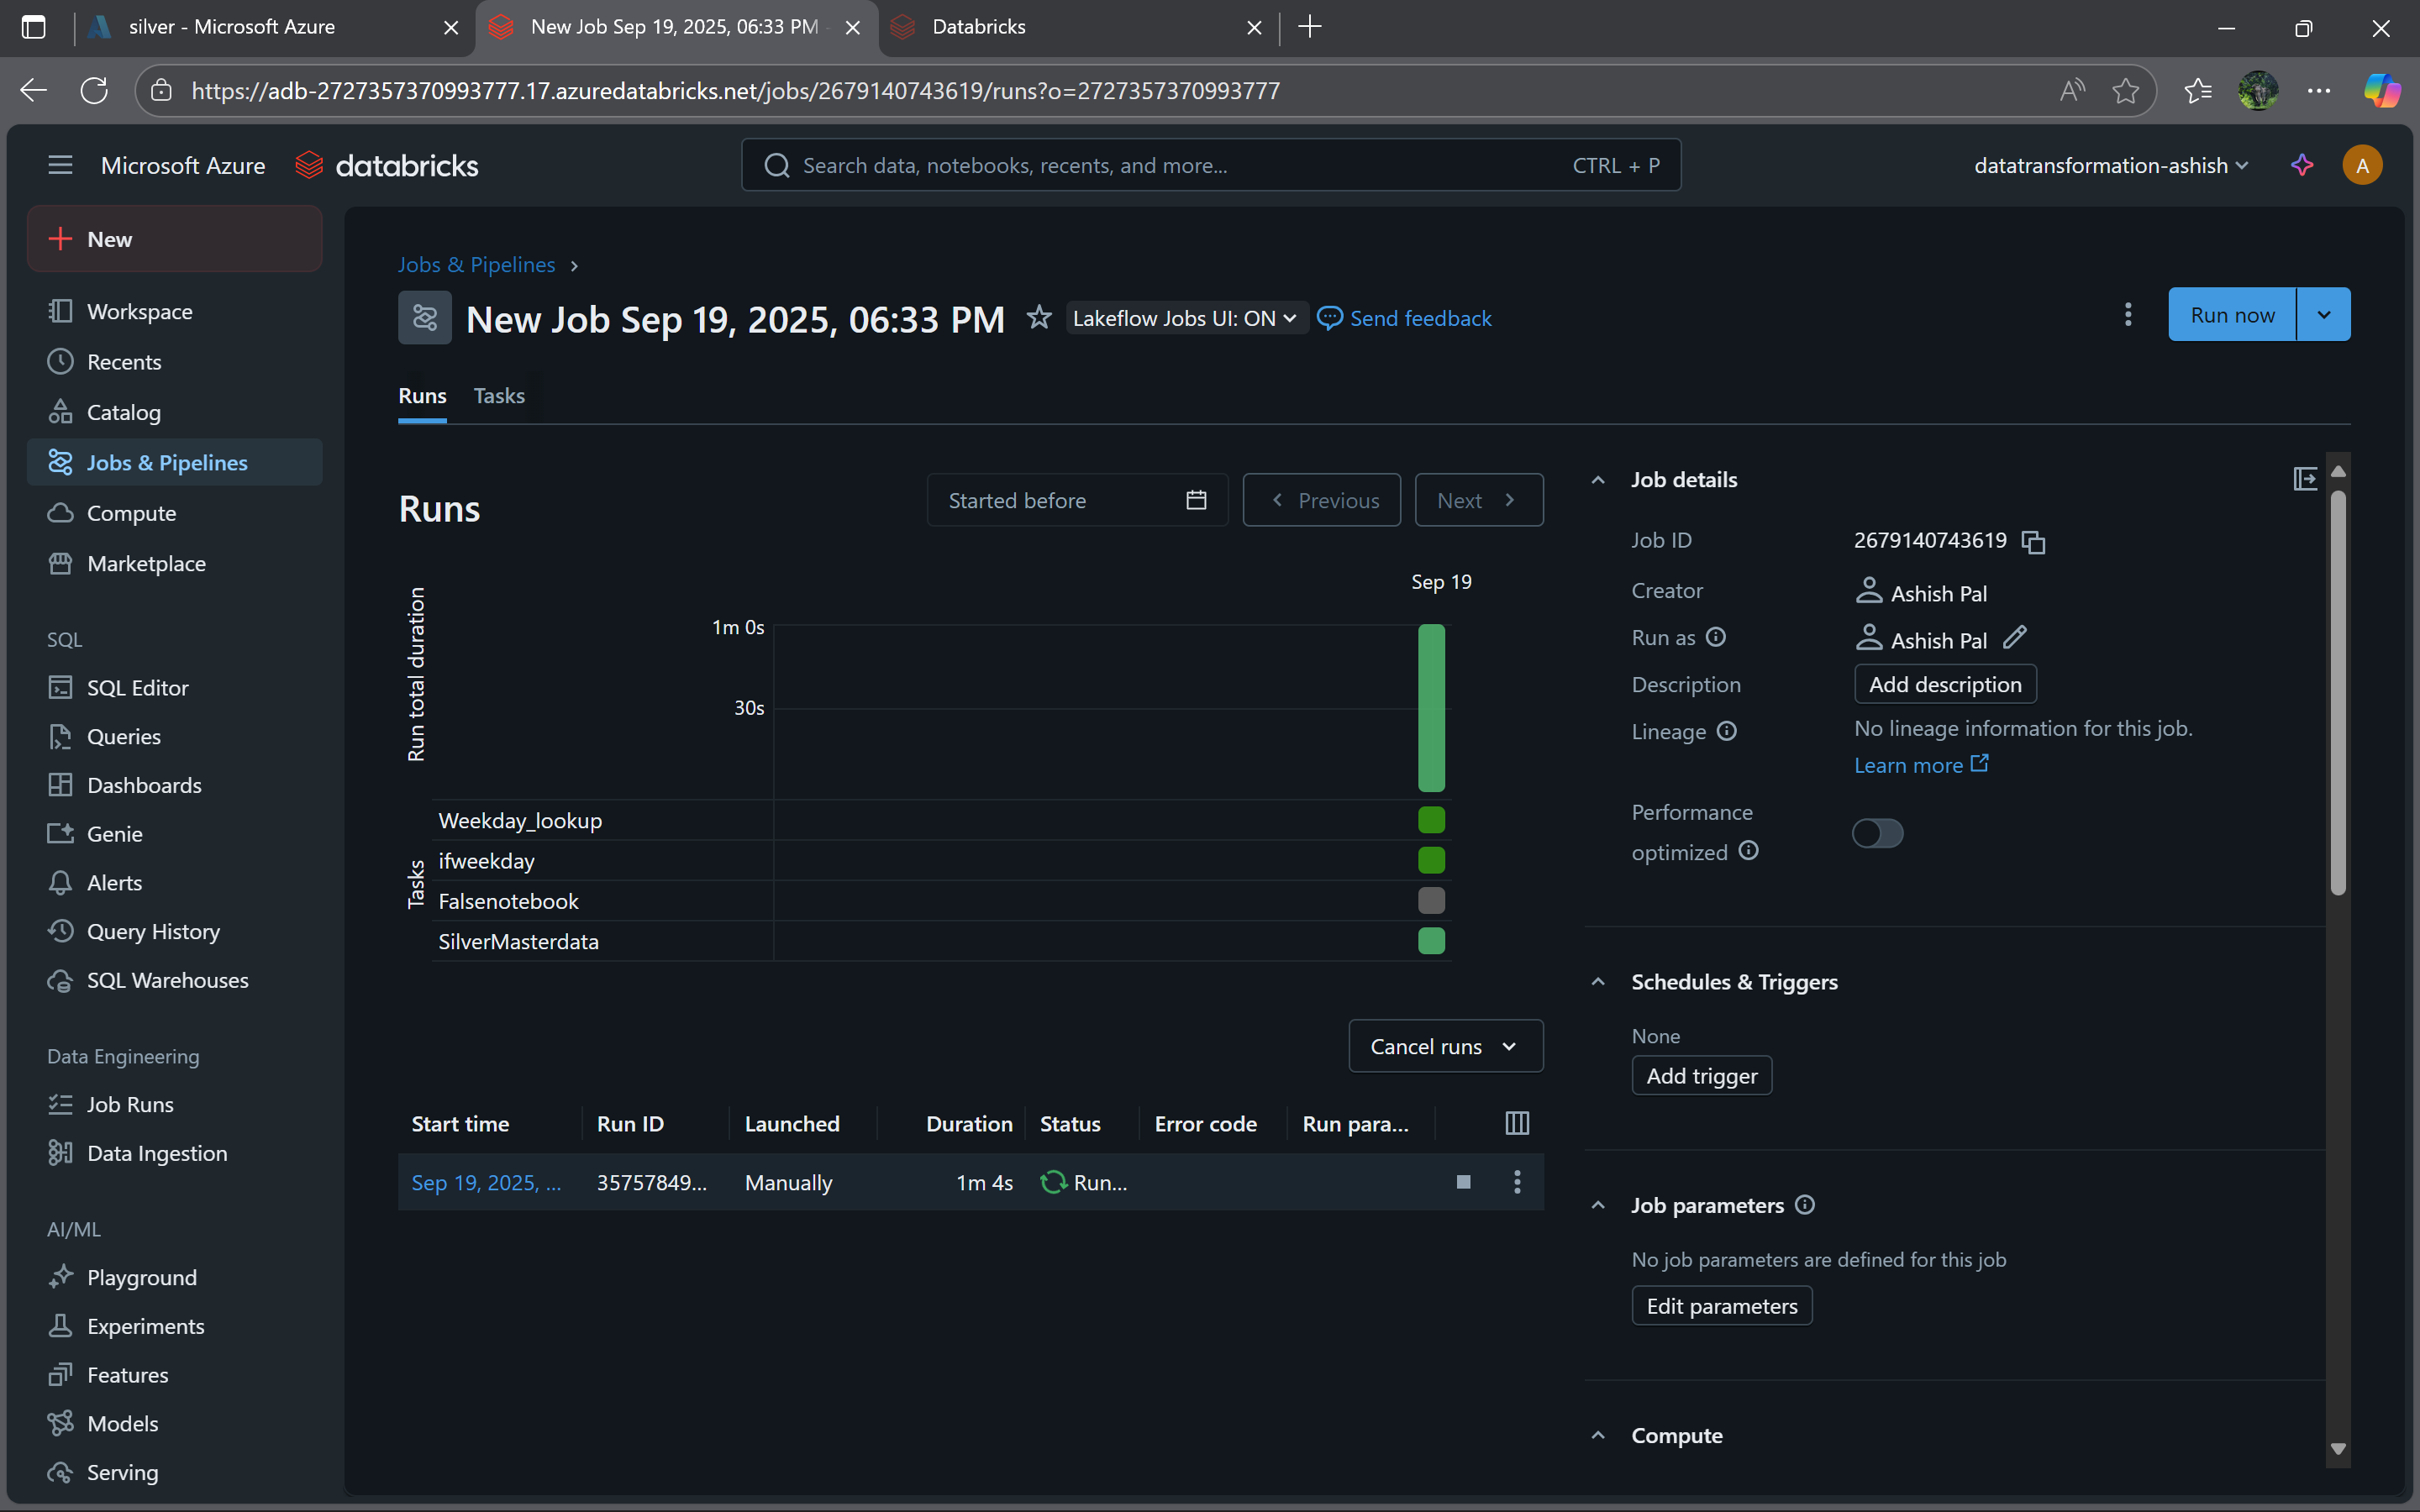 silver - Microsoft Azure
New Job Sep 19, 2025, 06:33 PM
Databricks
https://adb-2727357370993777.17.azuredatabricks.net/jobs/2679140743619/runs?o=2727357370993777
Microsoft Azure
databricks
Search data, notebooks, recents, and more...
CTRL + P
datatransformation-ashish
A
New
Workspace
Recents
Catalog
Jobs & Pipelines
Compute
Marketplace
SQL
SQL Editor
Queries
Dashboards
Genie
Alerts
Query History
SQL Warehouses
Data Engineering
Job Runs
Data Ingestion
AI/ML
Playground
Experiments
Features
Models
Serving
Jobs & Pipelines
New Job Sep 19, 2025, 06:33 PM
Lakeflow Jobs UI: ON
Send feedback
Run now
Runs
Tasks
Runs
Started before
Previous
Next
Sep 19
Run total duration
1m 0s
30s
Tasks
Weekday_lookup
ifweekday
Falsenotebook
SilverMasterdata
Cancel runs
Start time
Run ID
Launched
Duration
Status
Error code
Run para...
Sep 19, 2025, ...
35757849...
Manually
1m 4s
Run...
Job details
Job ID
2679140743619
Creator
Ashish Pal
Run as
Ashish Pal
Description
Add description
Lineage
No lineage information for this job.
Learn more
Performance
optimized
Schedules & Triggers
None
Add trigger
Job parameters
No job parameters are defined for this job
Edit parameters
Compute